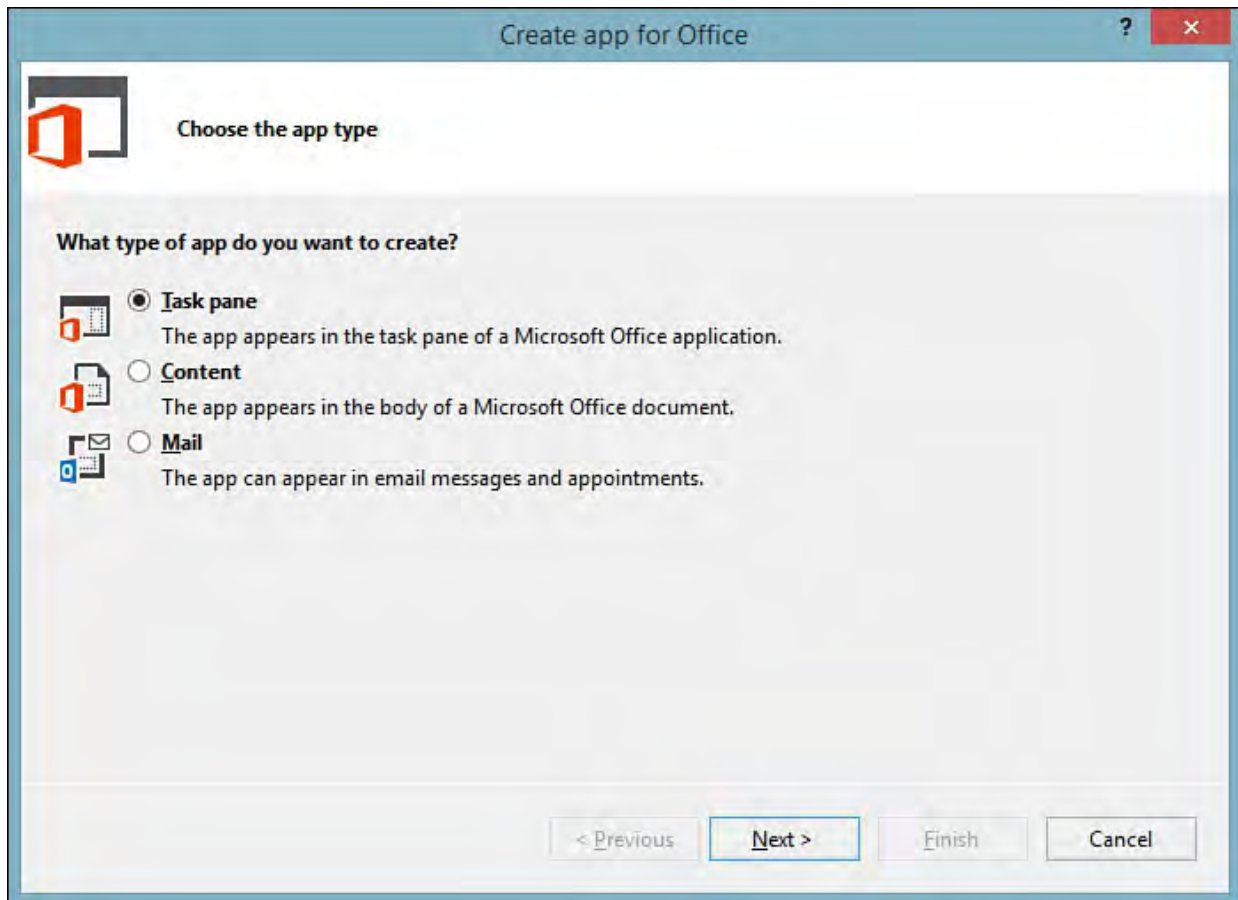 Create app for Office
?
Choose the app type
What type of app do you want to create?
Task pane
The app appears in the task pane of a Microsoft Office application.
Content
The app appears in the body of a Microsoft Office document.
Mail
The app can appear in email messages and appointments.
< Previous Next > Finish Cancel